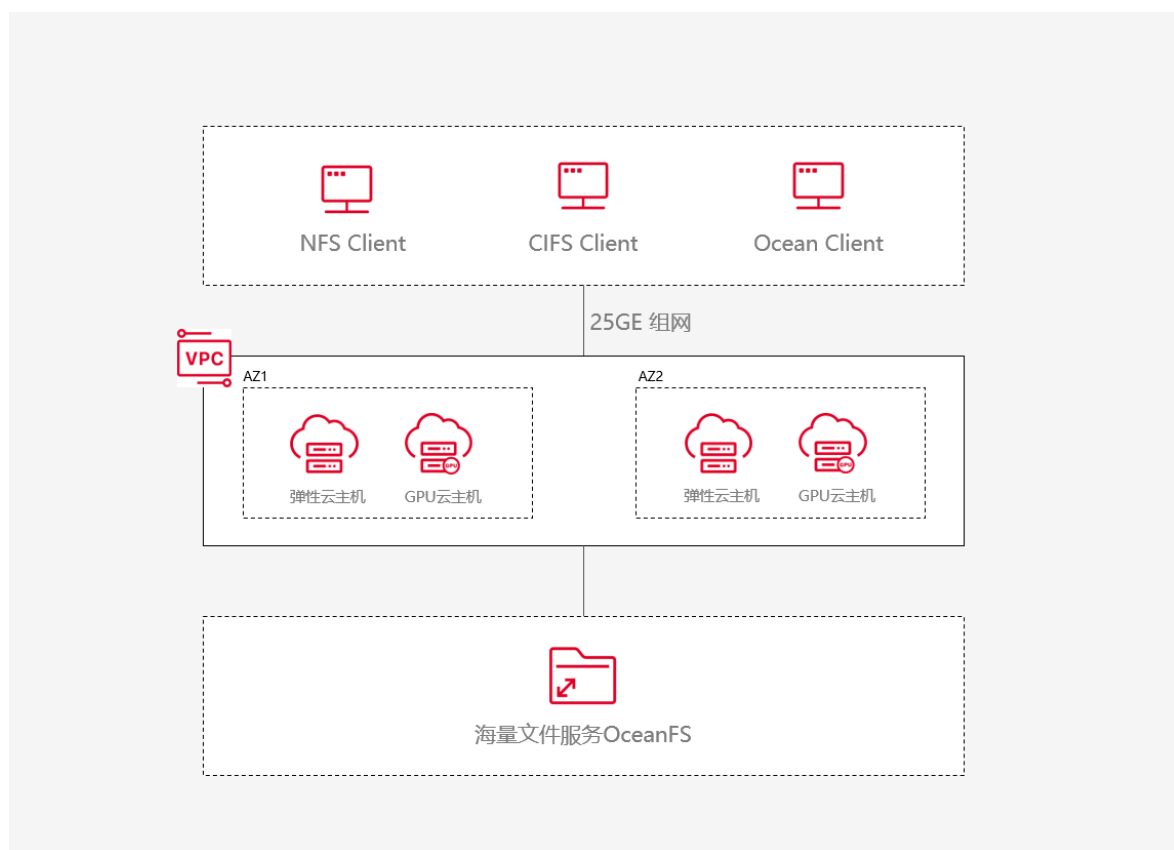 NFS Client
CIFS Client
Ocean Client
25GE 组网
VPC
AZ1
AZ2
弹性云主机
GPU
GPU云主机
弹性云主机
GPU
GPU云主机
海量文件服务OceanFS